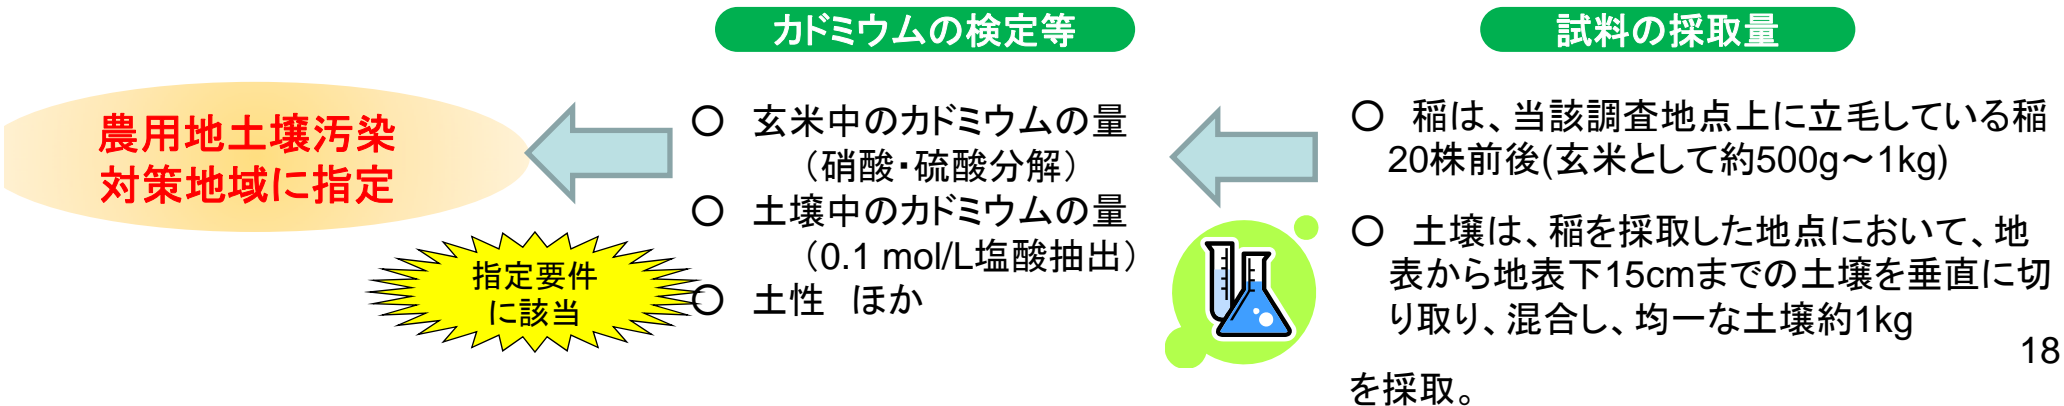 カドミウムの検定等
試料の採取量
農用地土壌汚染
対策地域に指定
指定要件
に該当
○　玄米中のカドミウムの量
（硝酸・硫酸分解）
○　土壌中のカドミウムの量
（0.1 mol/L塩酸抽出）
○　土性　ほか
○　稲は、当該調査地点上に立毛している稲
20株前後(玄米として約500g～1kg)
○　土壌は、稲を採取した地点において、地
表から地表下15cmまでの土壌を垂直に切
り取り、混合し、均一な土壌約1kg
を採取。
18